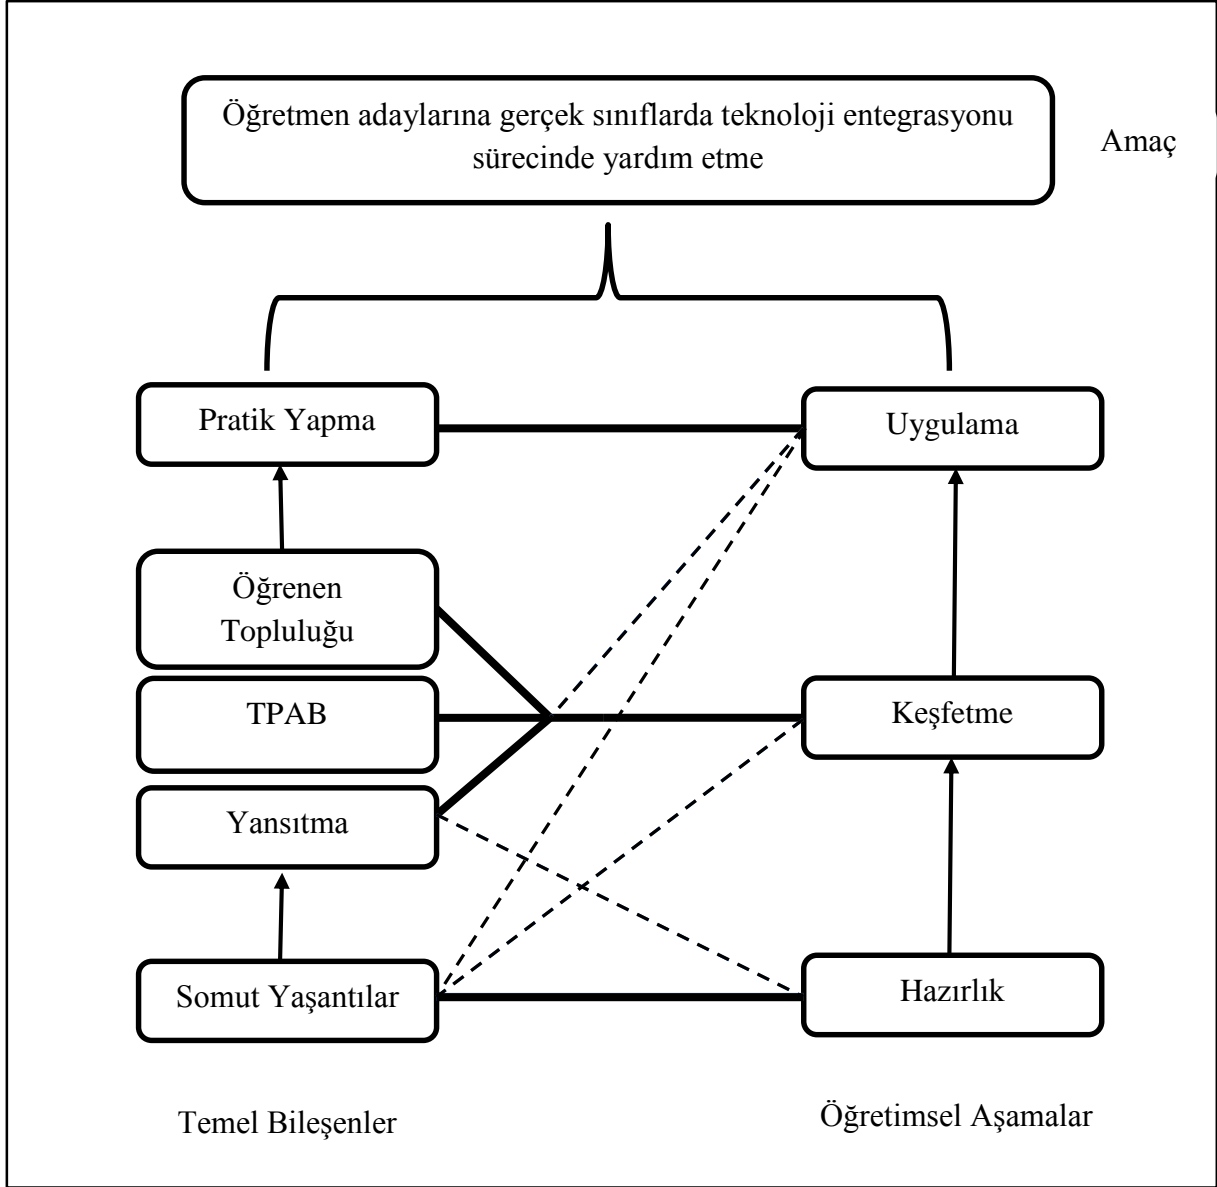 Öğretmen adaylarına gerçek sınıflarda teknoloji entegrasyonu
sürecinde yardım etme
Amaç
Pratik Yapma
Uygulama
Öğrenen
Topluluğu
TPAB
Keşfetme
Yansıtma
Somut Yaşantılar
Hazırlık
Temel Bileşenler
Öğretimsel Aşamalar